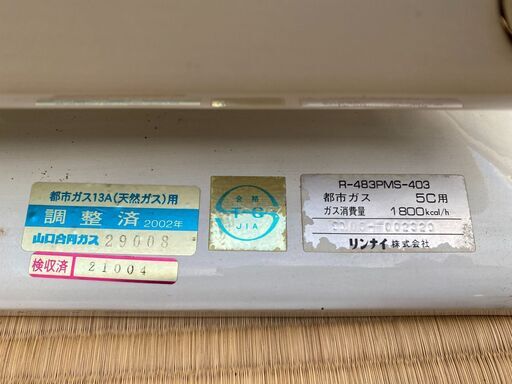 都市ガス13A(天然ガス)用
調整済 2002年
山口合同ガス 29008
検収済 21004
合格
JIA
R-483PMS-403
都市ガス 5C用
ガス消費量 1800kcal/h
リンナイ株式会社